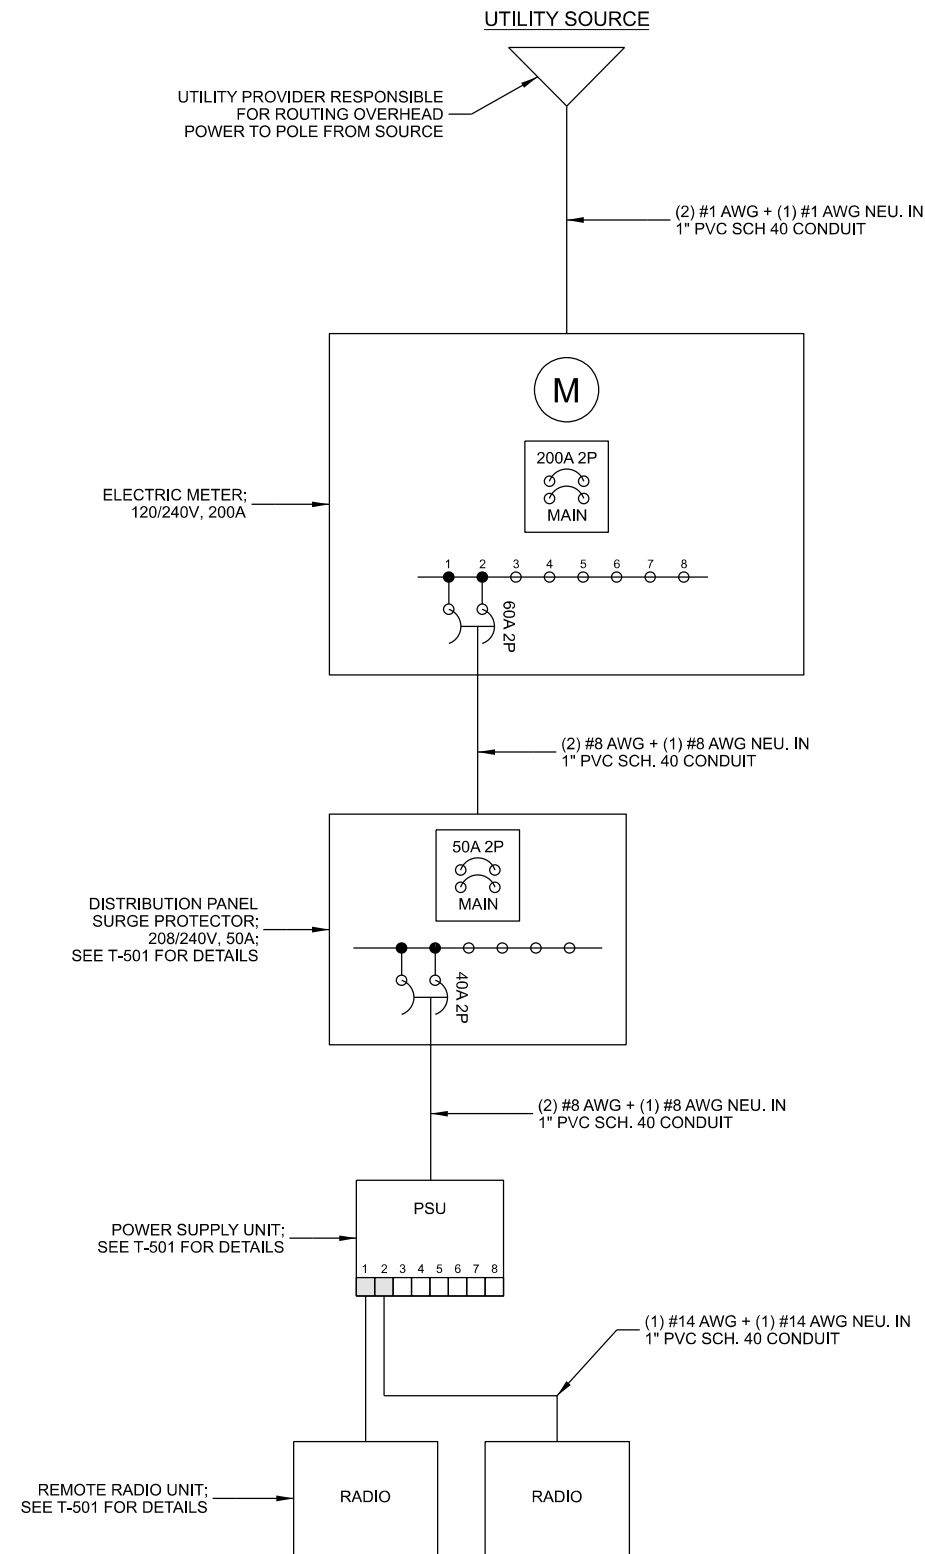 UTILITY SOURCE
UTILITY PROVIDER RESPONSIBLE
FOR ROUTING OVERHEAD
POWER TO POLE FROM SOURCE
(2) #1 AWG + (1) #1 AWG NEU. IN
1" PVC SCH 40 CONDUIT
M
200A 2P
MAIN
ELECTRIC METER;
120/240V, 200A
1 2 3 4 5 6 7 8
60A 2P
(2) #8 AWG + (1) #8 AWG NEU. IN
1" PVC SCH. 40 CONDUIT
50A 2P
MAIN
DISTRIBUTION PANEL
SURGE PROTECTOR;
208/240V, 50A;
SEE T-501 FOR DETAILS
40A 2P
(2) #8 AWG + (1) #8 AWG NEU. IN
1" PVC SCH. 40 CONDUIT
PSU
POWER SUPPLY UNIT;
SEE T-501 FOR DETAILS
1 2 3 4 5 6 7 8
(1) #14 AWG + (1) #14 AWG NEU. IN
1" PVC SCH. 40 CONDUIT
REMOTE RADIO UNIT;
SEE T-501 FOR DETAILS
RADIO
RADIO